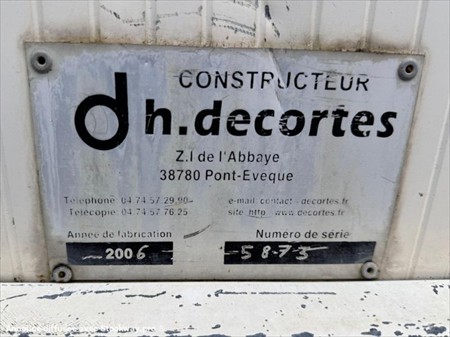 CONSTRUCTEUR
dh.decortes
Z.I de l'Abbaye
38780 Pont-Eveque
Téléphone: 04.74.57.29.90 e-mail: contact@decortes.fr
Télécopie: 04.74.57.76.25 site: http://www.decortes.fr
Année de fabrication Numéro de série
2006 5873